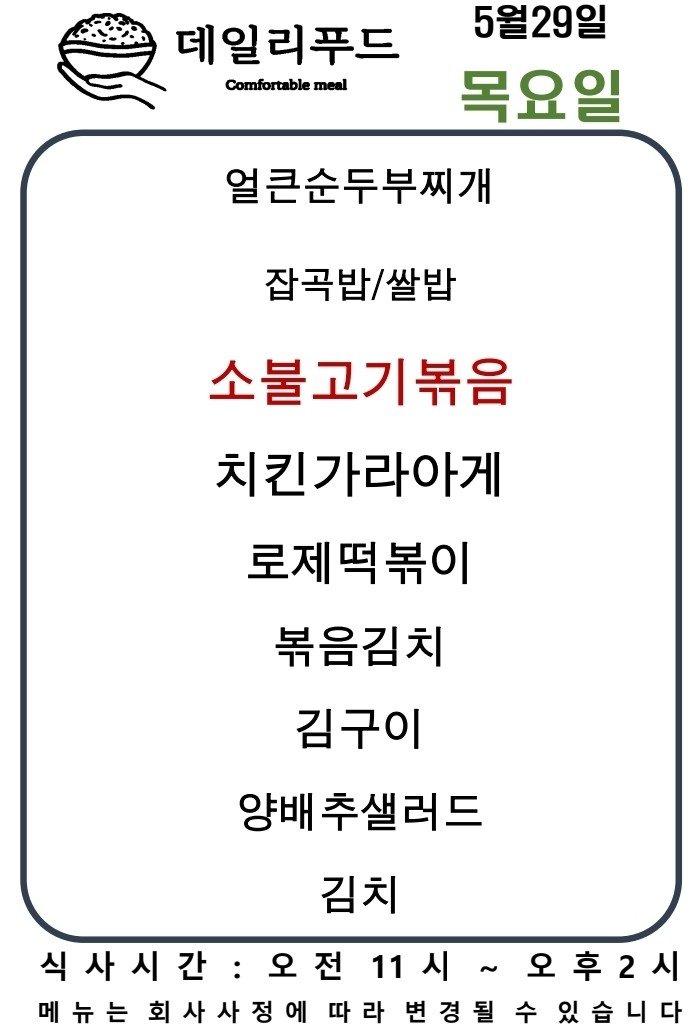 데일리푸드
Comfortable meal
5월29일
목요일
얼큰순두부찌개
잡곡밥/쌀밥
소불고기볶음
치킨가라아게
로제떡볶이
볶음김치
김구이
양배추샐러드
김치
식사시간 : 오전 11시 ~ 오후2시
메뉴는 회사사정에 따라 변경될 수 있습니다